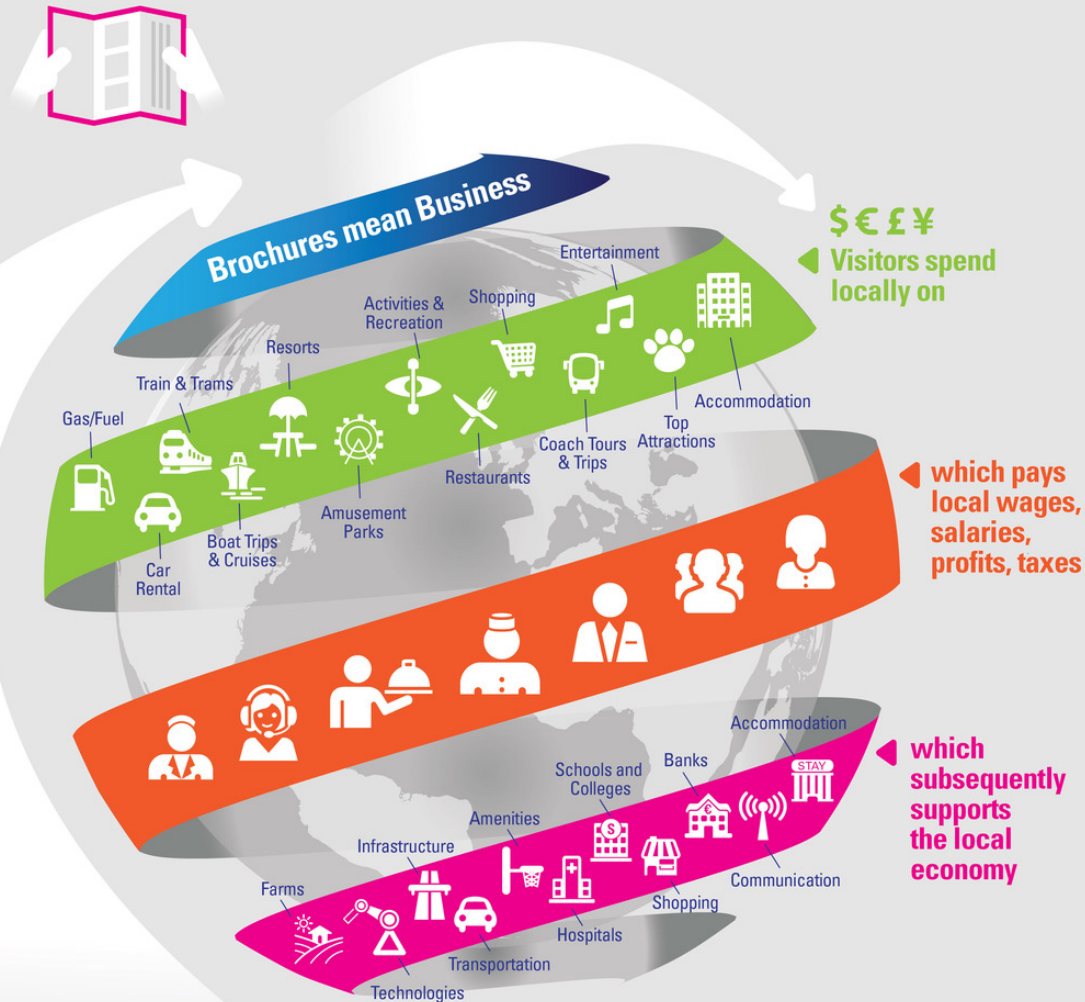 Brochures mean Business
$ € £ ¥
Visitors spend
locally on
Entertainment
Shopping
Activities &
Recreation
Resorts
Train & Trams
Gas/Fuel
Accommodation
Top
Attractions
Coach Tours
& Trips
Restaurants
Amusement
Parks
Boat Trips
& Cruises
Car
Rental
which pays
local wages,
salaries,
profits, taxes
which
subsequently
supports
the local
economy
Accommodation
STAY
Banks
€
Schools and
Colleges
$
Amenities
Infrastructure
Farms
Communication
Shopping
Hospitals
Transportation
Technologies